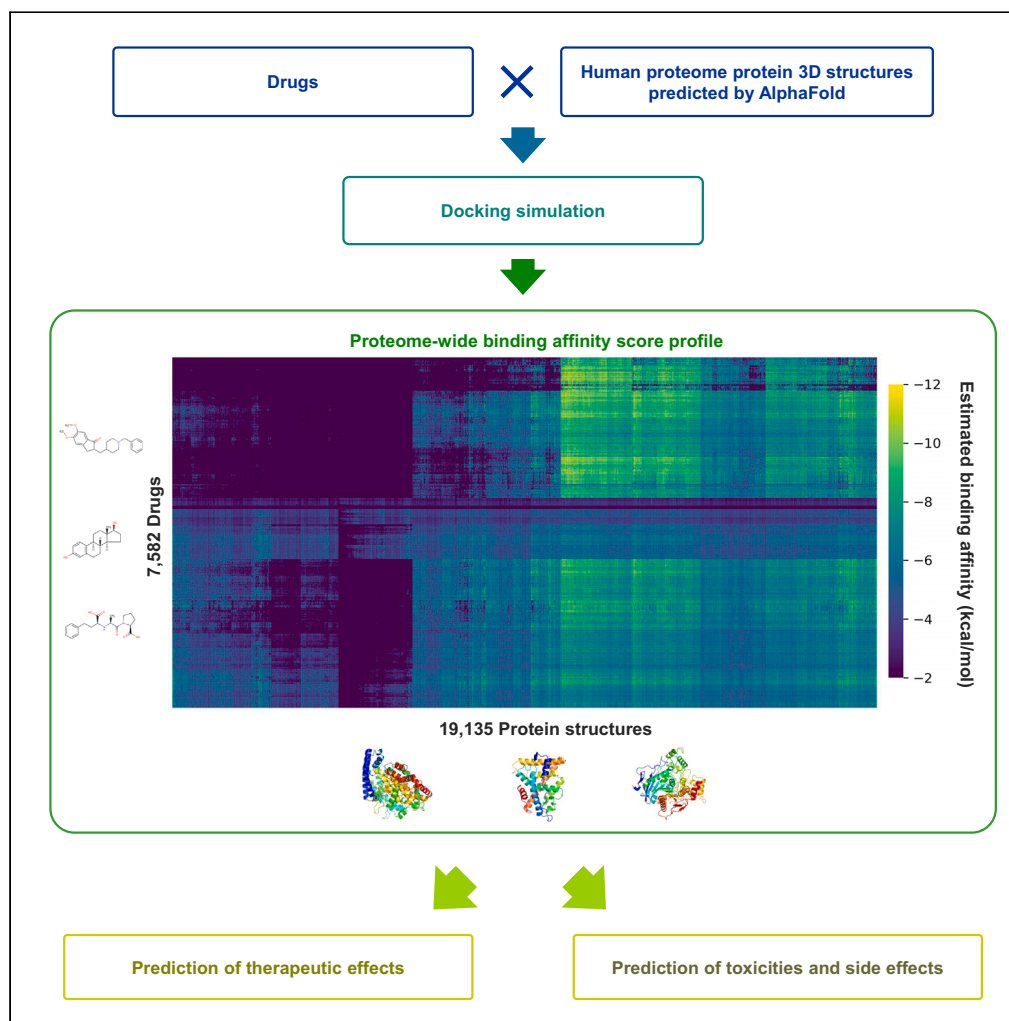 Drugs
Human proteome protein 3D structures
predicted by AlphaFold
Docking simulation
Proteome-wide binding affinity score profile
7,582 Drugs
19,135 Protein structures
−12
−10
−8
−6
−4
−2
Estimated binding affinity (kcal/mol)
Prediction of therapeutic effects
Prediction of toxicities and side effects